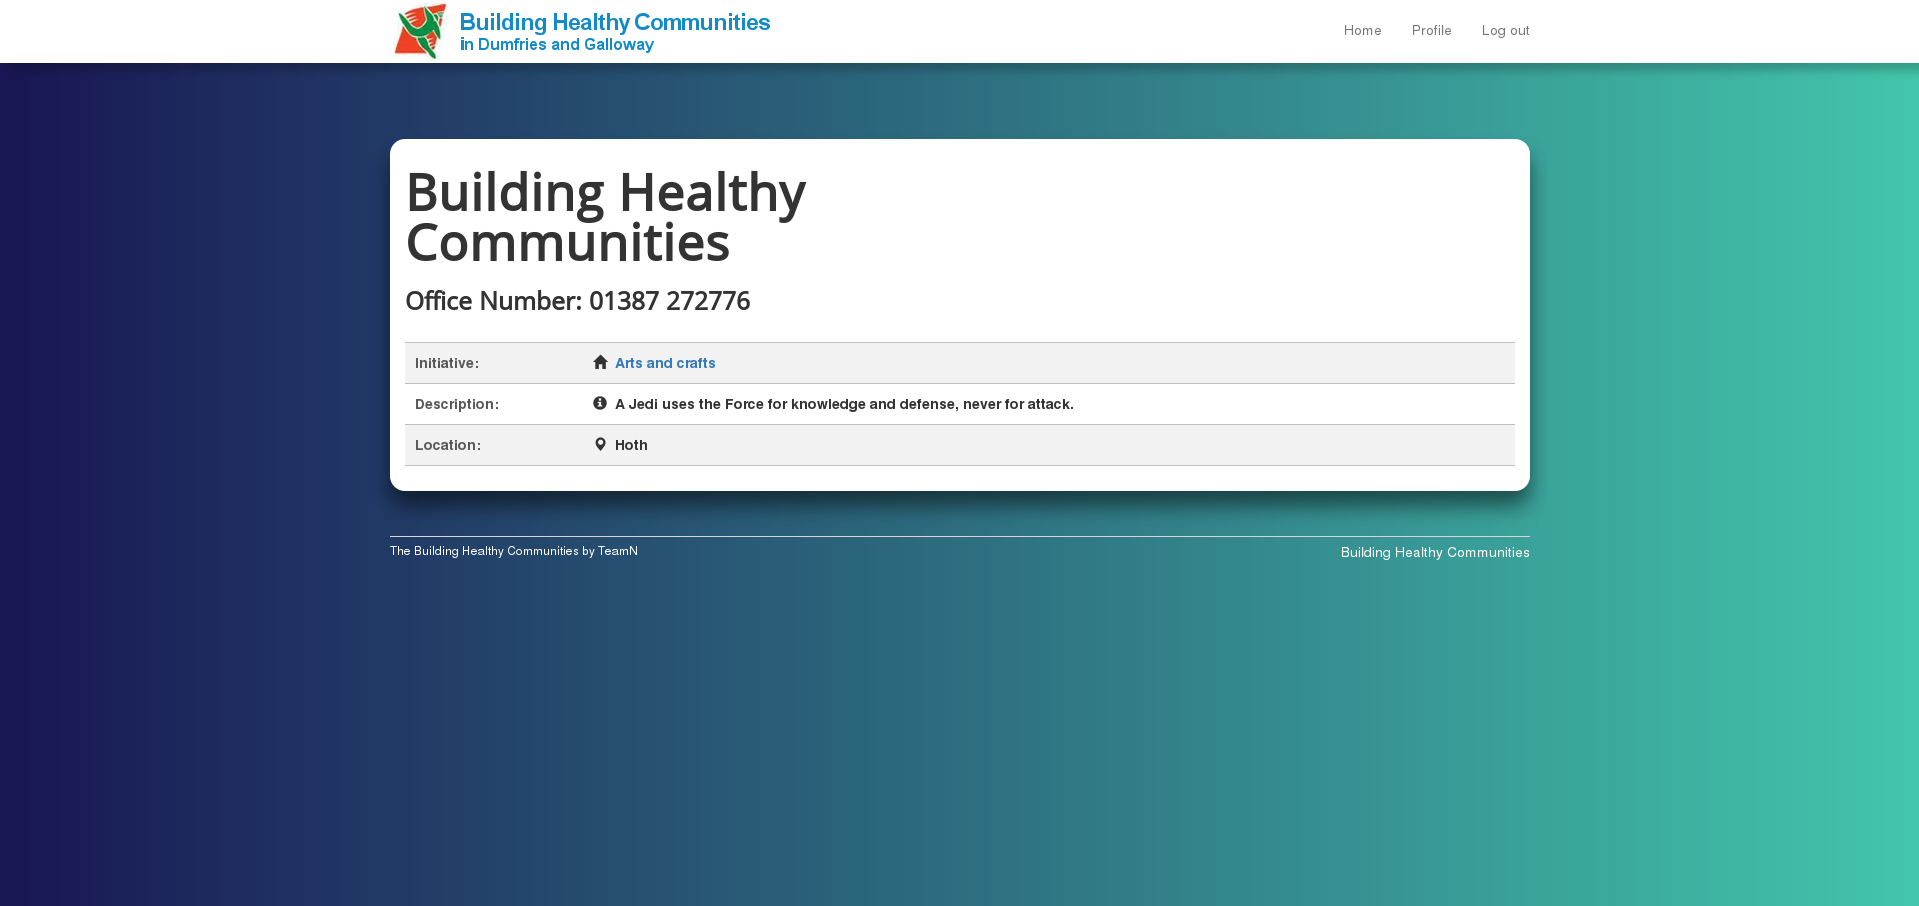 Building Healthy Communities
in Dumfries and Galloway
Home Profile Log out
Building Healthy
Communities
Office Number: 01387 272776
Initiative: Arts and crafts
Description: A Jedi uses the Force for knowledge and defense, never for attack.
Location: Hoth
The Building Healthy Communities by TeamN
Building Healthy Communities